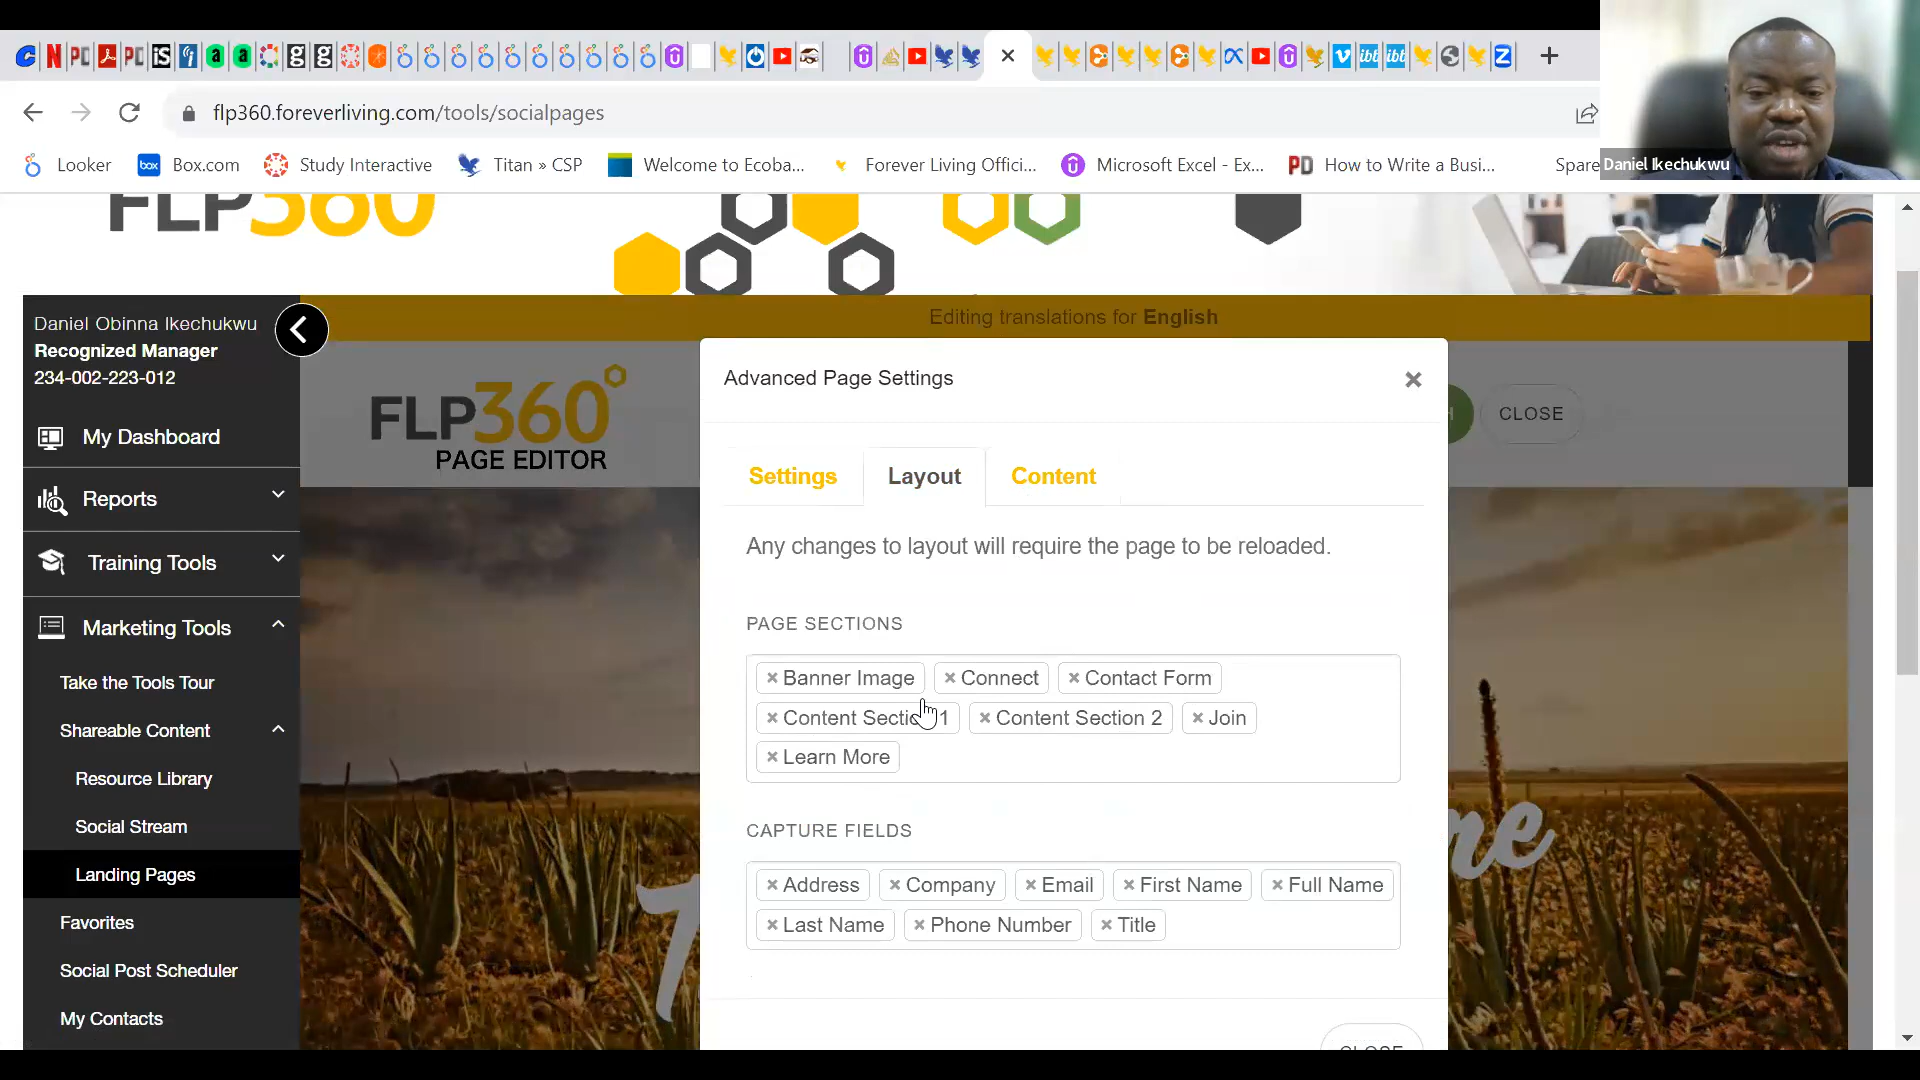 flp360.foreverliving.com/tools/socialpages
Looker
Box.com
Study Interactive
Titan » CSP
Welcome to Ecoba...
Forever Living Offici...
Microsoft Excel - Ex...
How to Write a Busi...
Spare
Daniel Ikechukwu
FLP360
Editing translations for English
Daniel Obinna Ikechukwu
Recognized Manager
234-002-223-012
My Dashboard
Reports
Training Tools
Marketing Tools
Take the Tools Tour
Shareable Content
Resource Library
Social Stream
Landing Pages
Favorites
Social Post Scheduler
My Contacts
FLP360
PAGE EDITOR
H
CLOSE
Advanced Page Settings
×
Settings
Layout
Content
Any changes to layout will require the page to be reloaded.
PAGE SECTIONS
× Banner Image × Connect × Contact Form
× Content Section 1 × Content Section 2 × Join
× Learn More
CAPTURE FIELDS
× Address × Company × Email × First Name × Full Name
× Last Name × Phone Number × Title
CLOSE